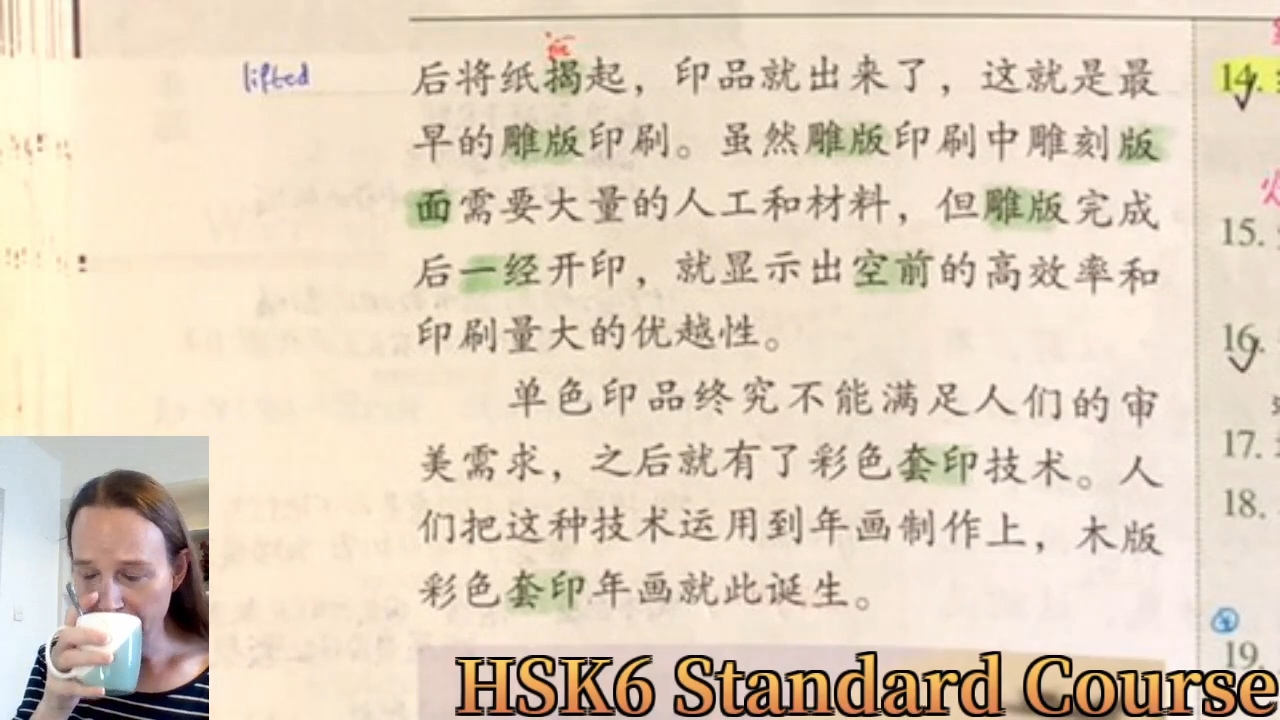 lifted
后将纸揭起，印品就出来了，这就是最
早的雕版印刷。虽然雕版印刷中雕刻版
面需要大量的人工和材料，但雕版完成
后一经开印，就显示出空前的高效率和
印刷量大的优越性。
单色印品终究不能满足人们的审
美需求，之后就有了彩色套印技术。人
们把这种技术运用到年画制作上，木版
彩色套印年画就此诞生。
14.
15.
16.
17.
18.
19.
HSK6 Standard Course